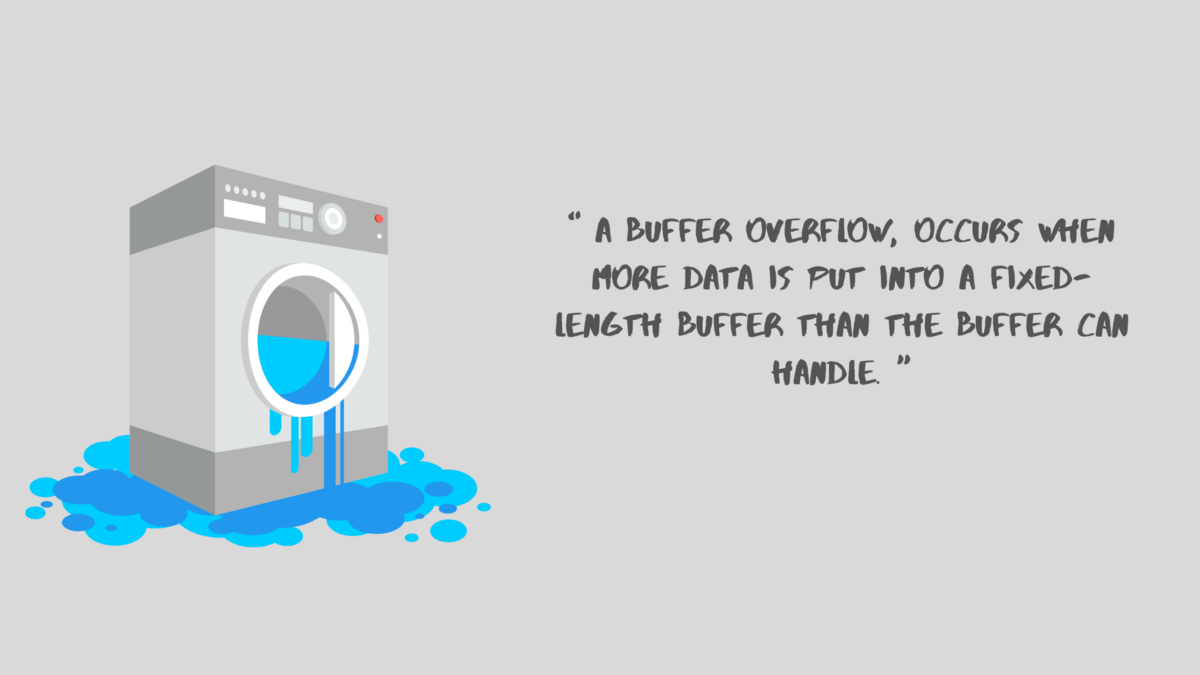 “ A BUFFER OVERFLOW, OCCURS WHEN
MORE DATA IS PUT INTO A FIXED-
LENGTH BUFFER THAN THE BUFFER CAN
HANDLE. ”